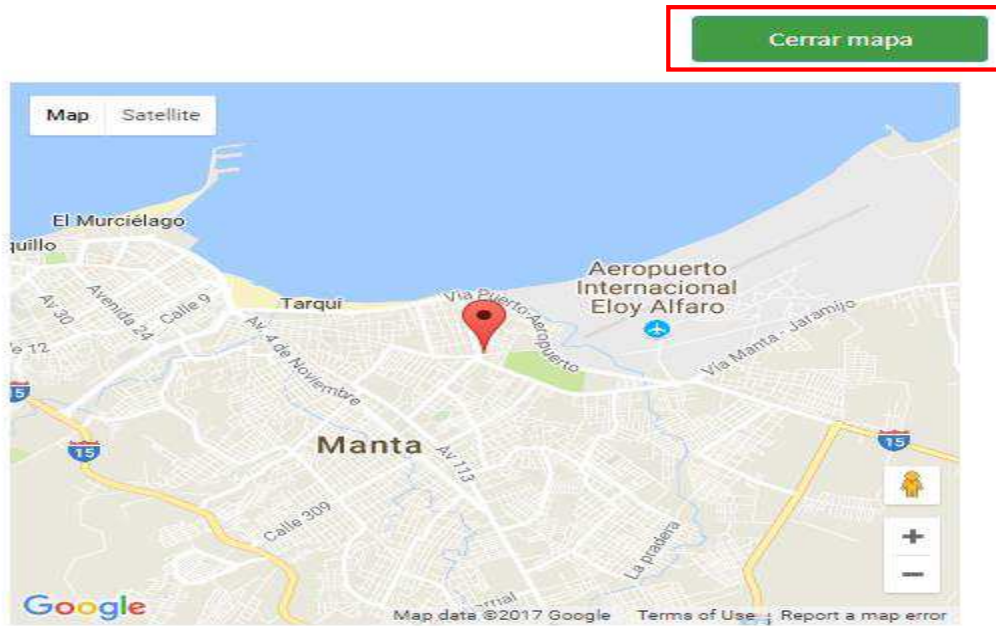 Cerrar mapa
Map Satellite
El Murciélago
quillo
Aeropuerto
Internacional
Eloy Alfaro
Tarqui
Vía Puerto-Aeropuerto
Av 30
Avenida 24
Calle 9
Av. 4 de Noviembre
Vía Manta - Jaramijo
e 12
15
Manta
15
Av 113
15
Calle 309
La pradera
+
−
Google
Map data ©2017 Google Terms of Use Report a map error